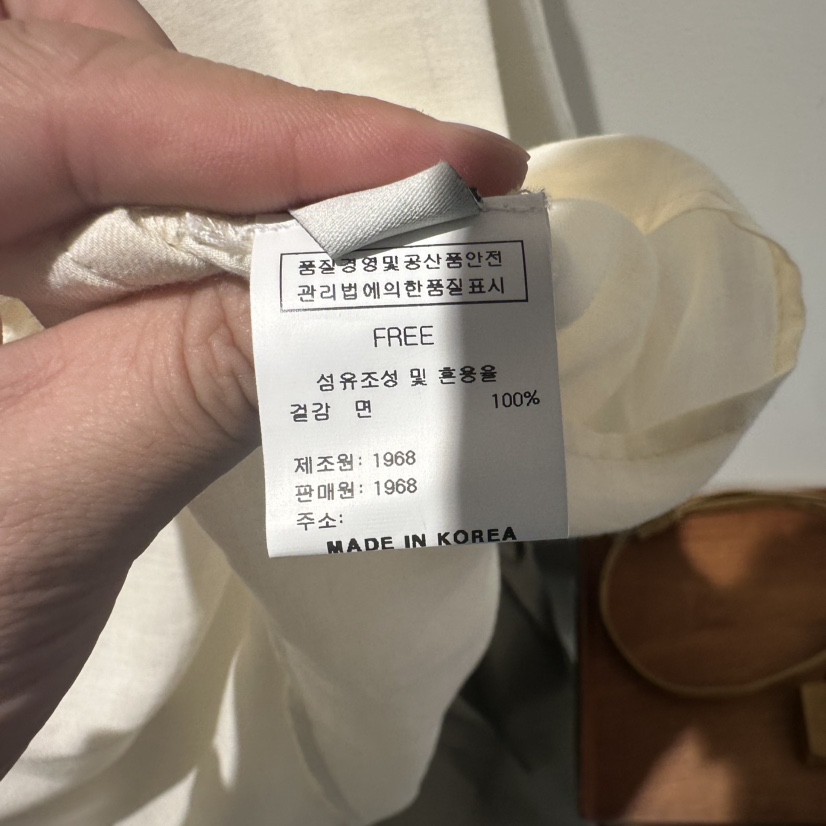 품질경영및공산품안전
관리법에의한품질표시
FREE
섬유조성 및 혼용율
겉감 면 100%
제조원: 1968
판매원: 1968
주소:
MADE IN KOREA